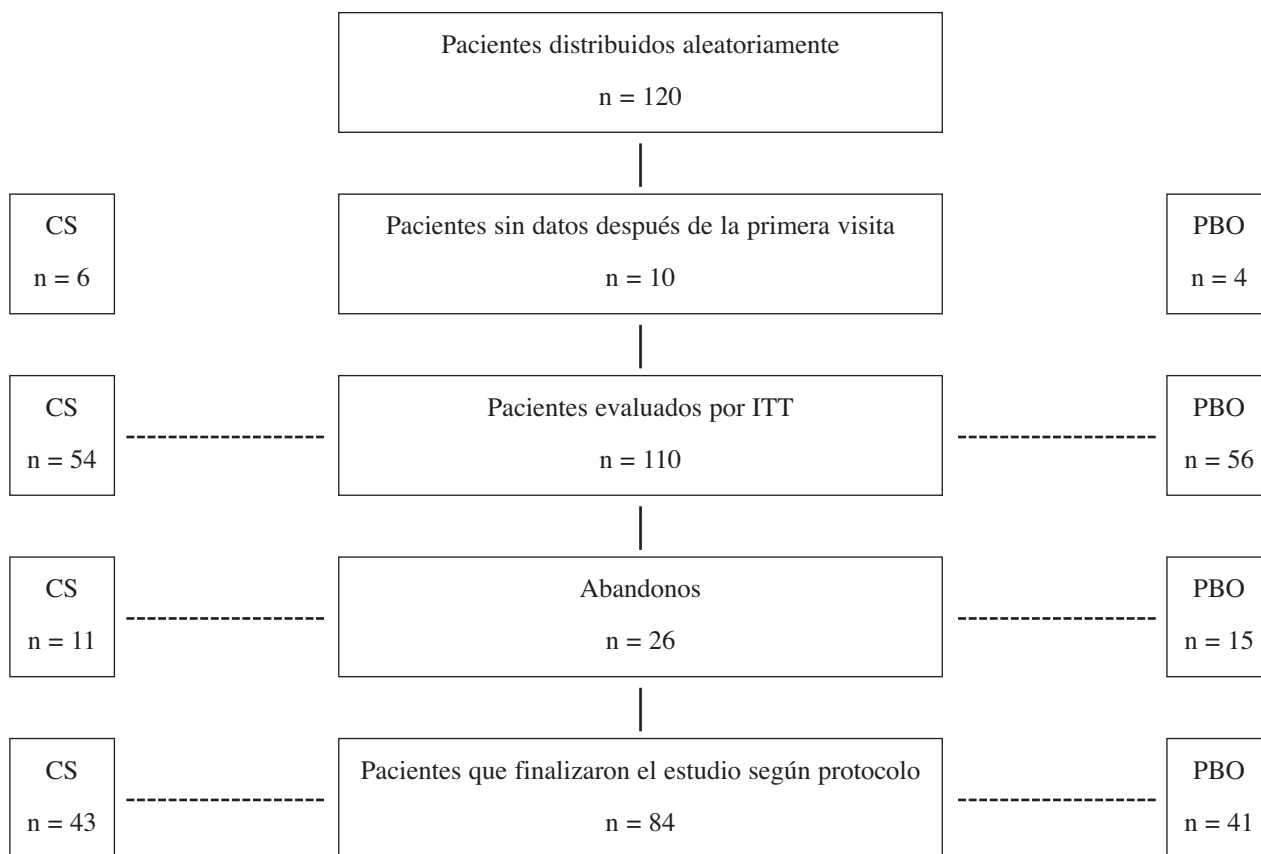 Pacientes distribuidos aleatoriamente
n = 120
CS
n = 6
Pacientes sin datos después de la primera visita
n = 10
PBO
n = 4
CS
n = 54
Pacientes evaluados por ITT
n = 110
PBO
n = 56
CS
n = 11
Abandonos
n = 26
PBO
n = 15
CS
n = 43
Pacientes que finalizaron el estudio según protocolo
n = 84
PBO
n = 41